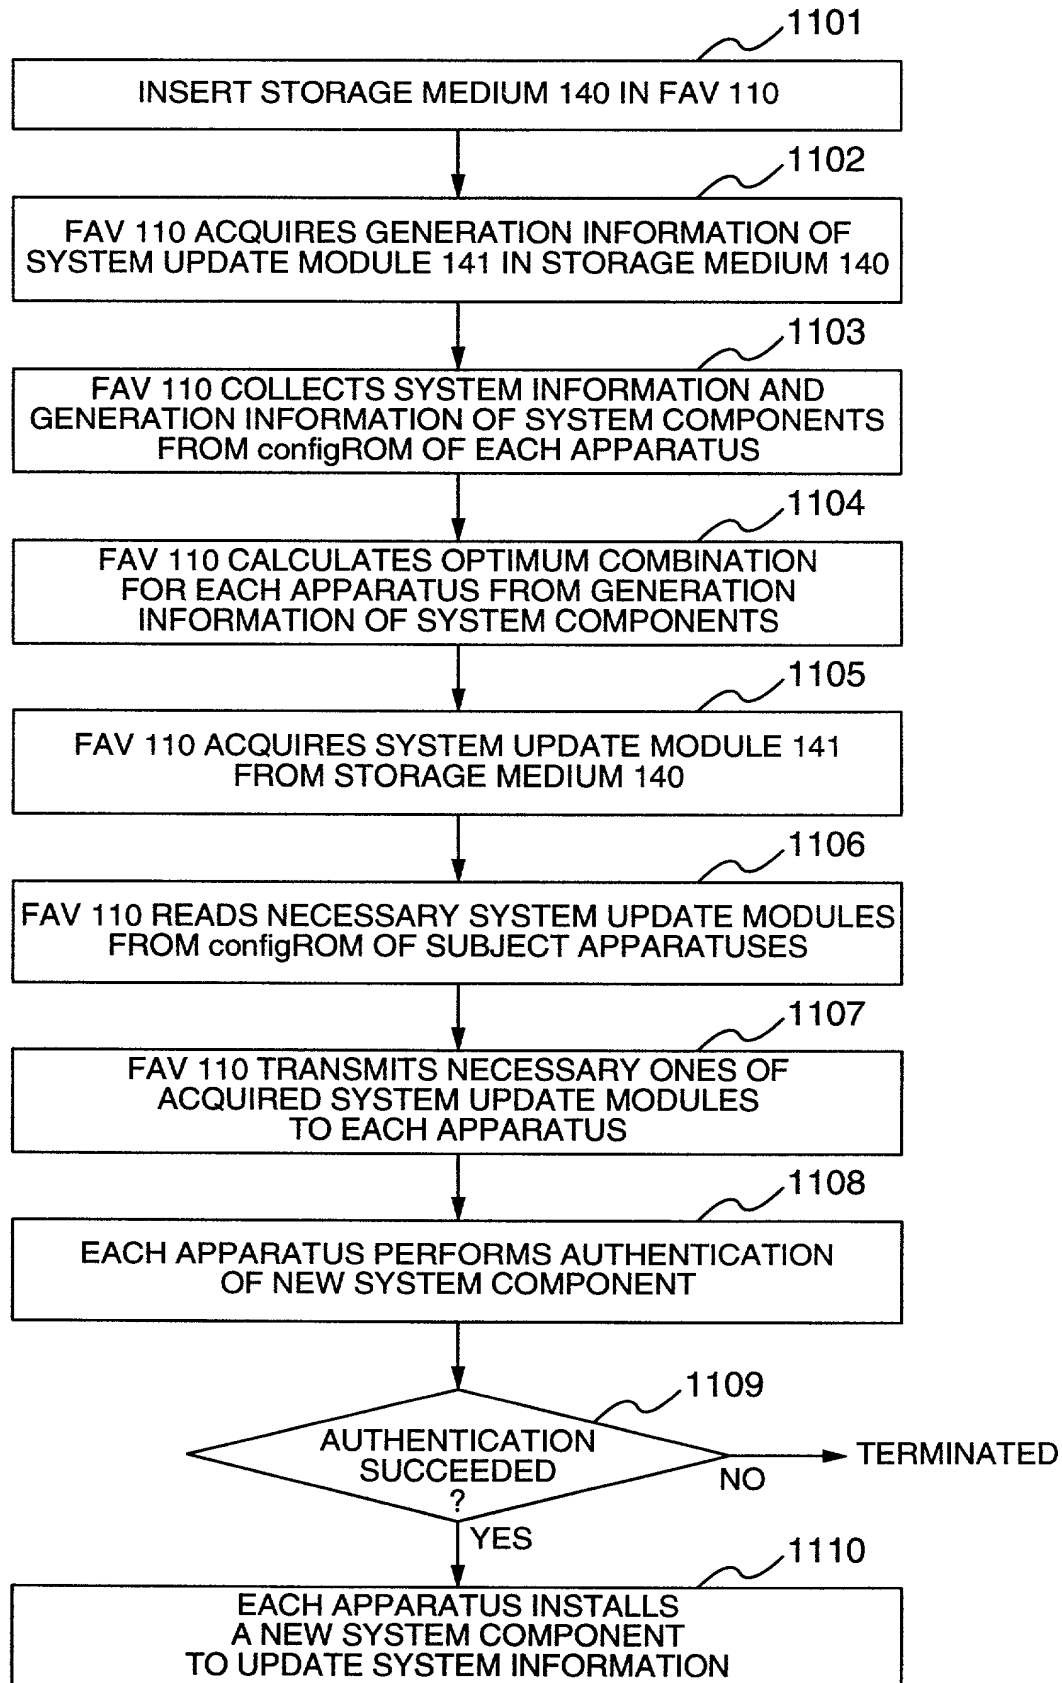 1101
INSERT STORAGE MEDIUM 140 IN FAV 110
1102
FAV 110 ACQUIRES GENERATION INFORMATION OF
SYSTEM UPDATE MODULE 141 IN STORAGE MEDIUM 140
1103
FAV 110 COLLECTS SYSTEM INFORMATION AND
GENERATION INFORMATION OF SYSTEM COMPONENTS
FROM configROM OF EACH APPARATUS
1104
FAV 110 CALCULATES OPTIMUM COMBINATION
FOR EACH APPARATUS FROM GENERATION
INFORMATION OF SYSTEM COMPONENTS
1105
FAV 110 ACQUIRES SYSTEM UPDATE MODULE 141
FROM STORAGE MEDIUM 140
1106
FAV 110 READS NECESSARY SYSTEM UPDATE MODULES
FROM configROM OF SUBJECT APPARATUSES
1107
FAV 110 TRANSMITS NECESSARY ONES OF
ACQUIRED SYSTEM UPDATE MODULES
TO EACH APPARATUS
1108
EACH APPARATUS PERFORMS AUTHENTICATION
OF NEW SYSTEM COMPONENT
1109
AUTHENTICATION
SUCCEEDED
?
NO
TERMINATED
YES
1110
EACH APPARATUS INSTALLS
A NEW SYSTEM COMPONENT
TO UPDATE SYSTEM INFORMATION